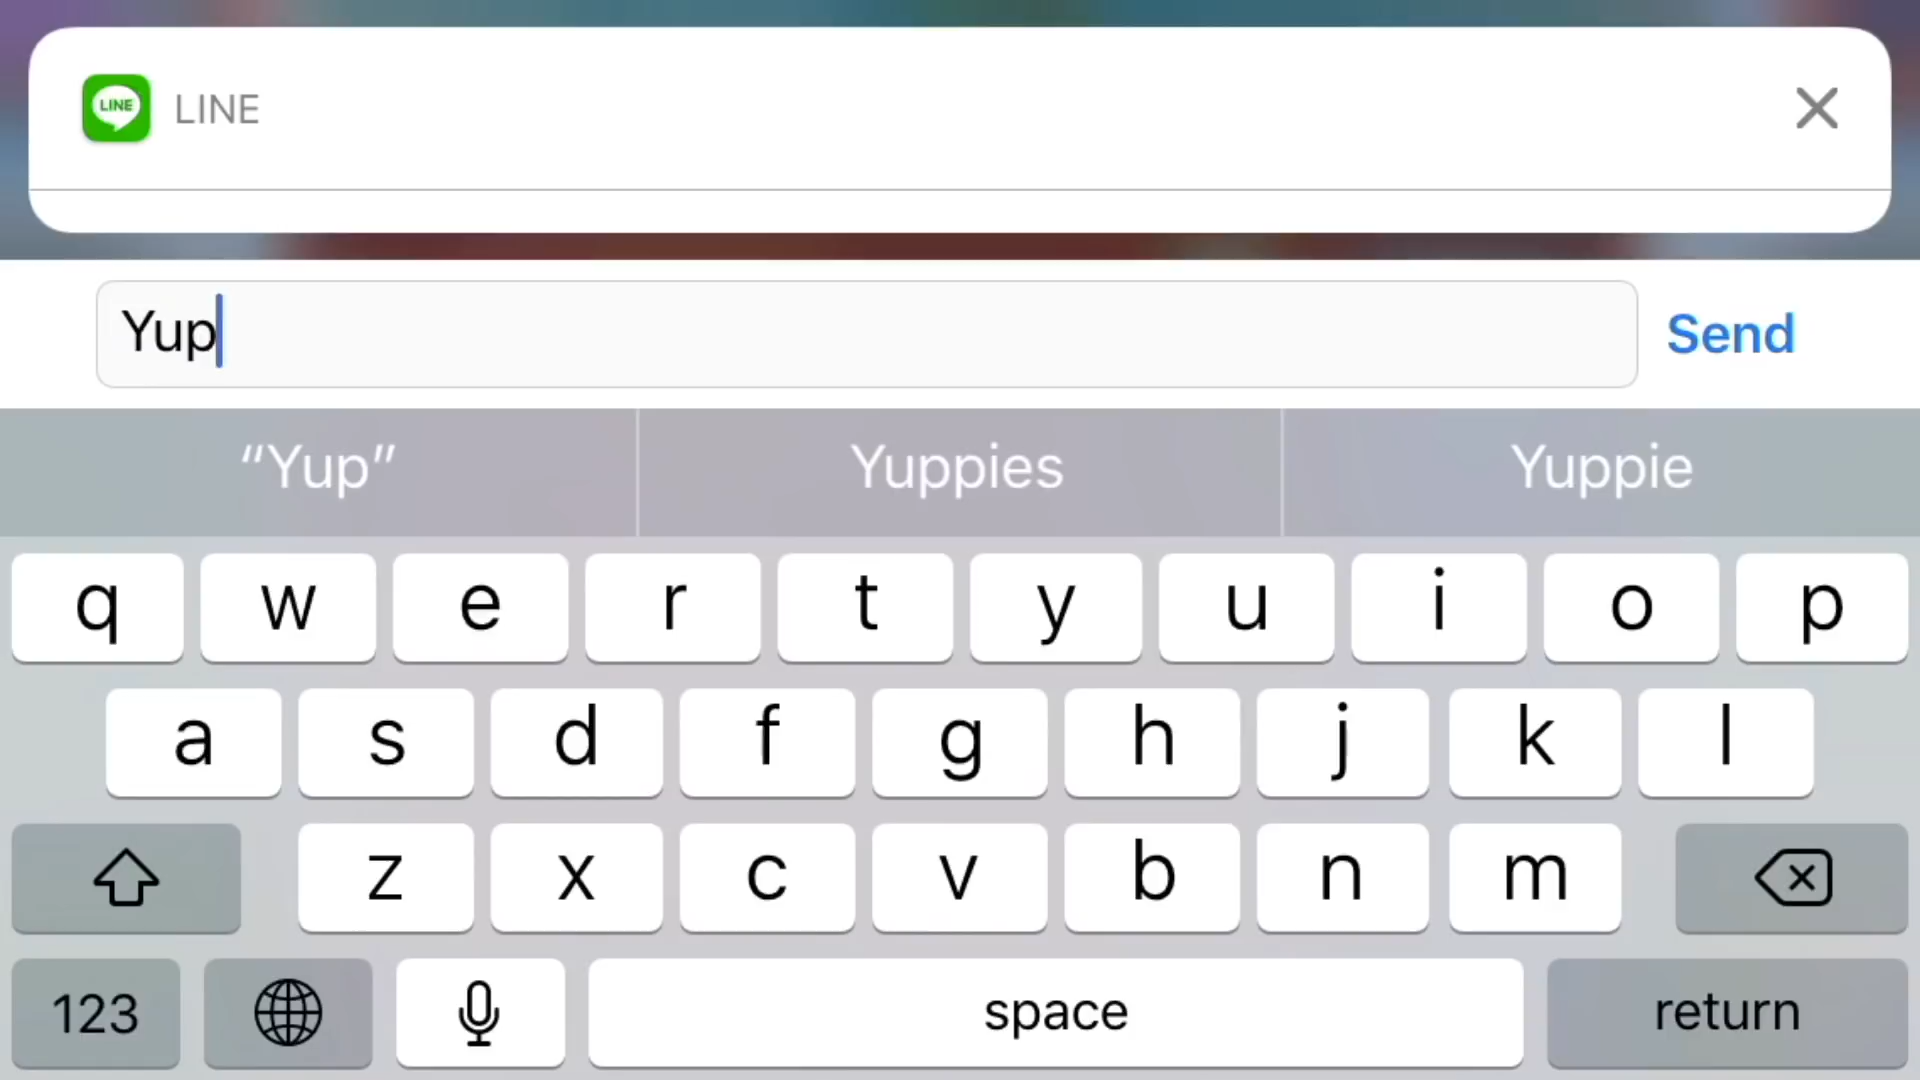 LINE LINE
Yup Send
“Yup” Yuppies Yuppie
q w e r t y u i o p
a s d f g h j k l
z x c v b n m
123 space return